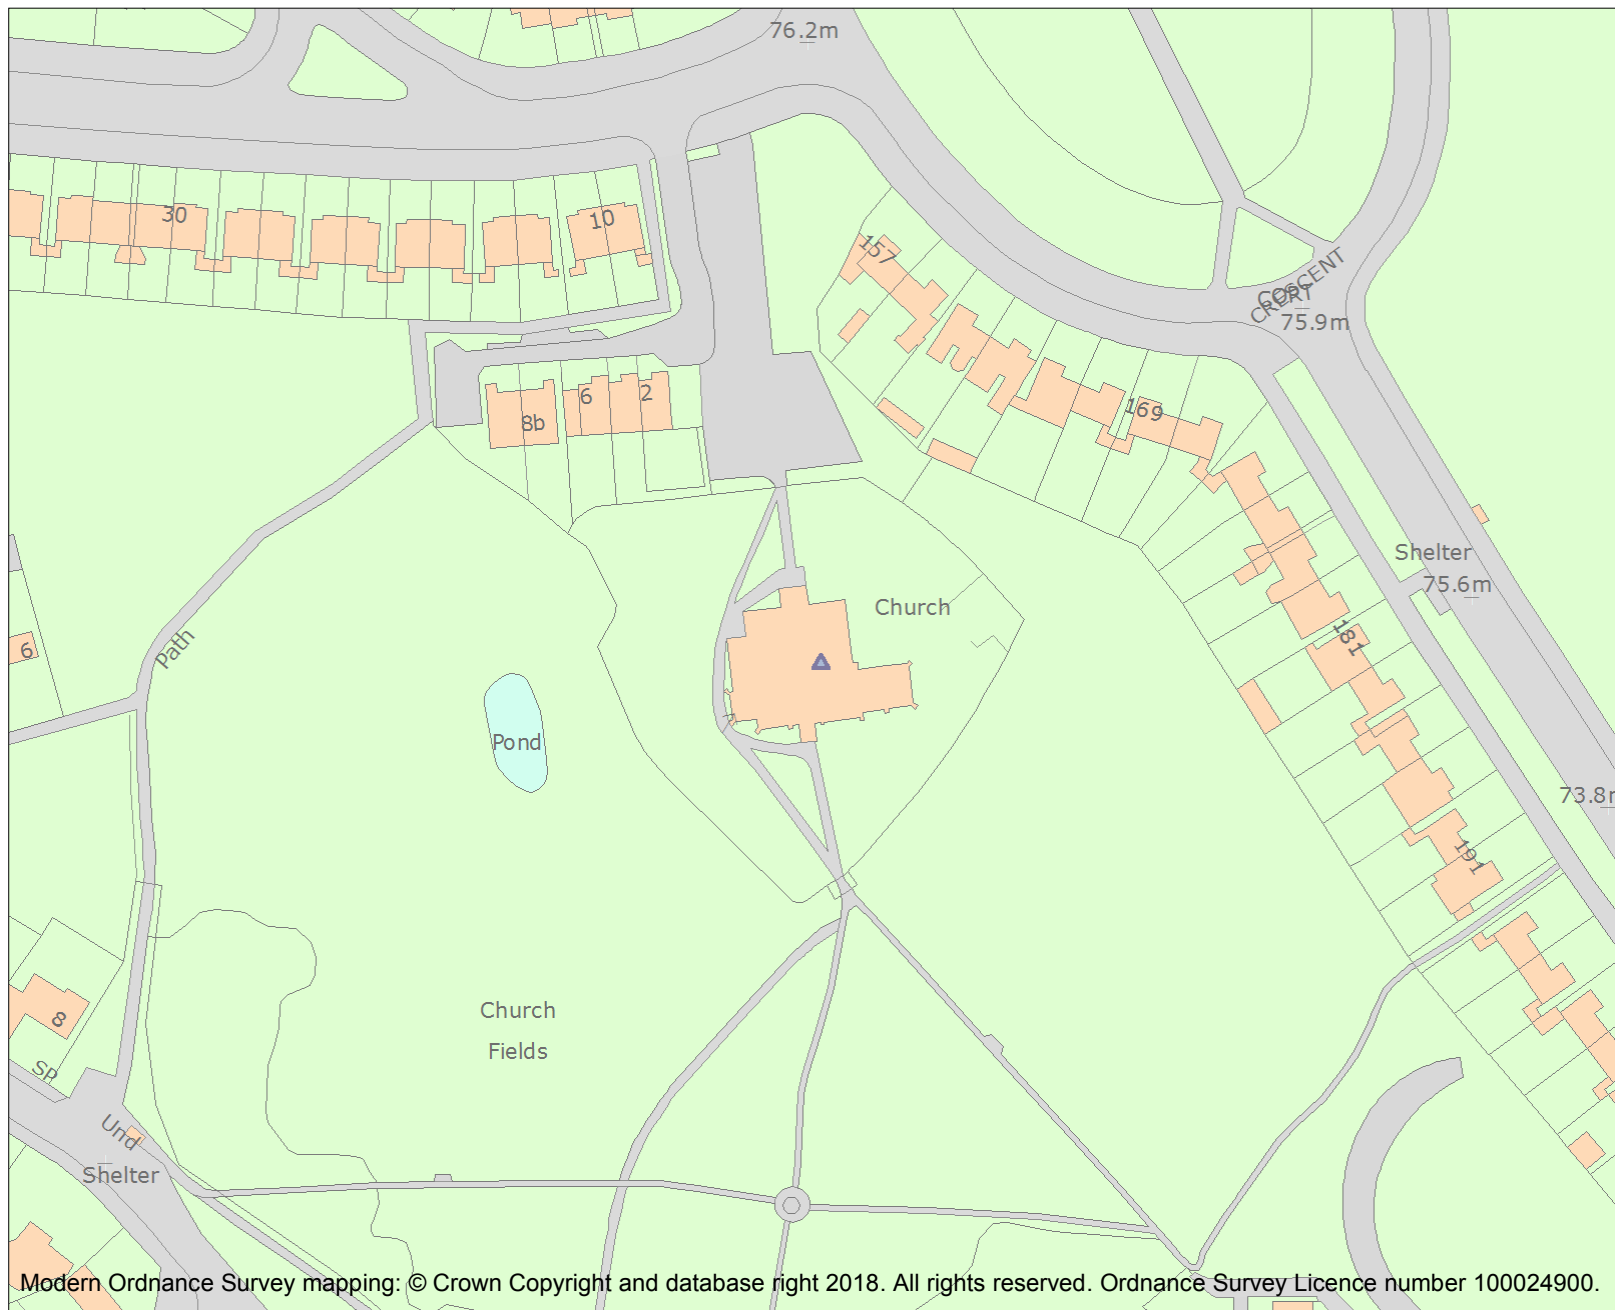 76.2m
30
10
157
CRESCENT
COURT
75.9m
2
6
8b
169
Shelter
75.6m
Church
6
Path
181
Pond
73.8m
191
Church
Fields
8
SP
Und
Shelter
Modern Ordnance Survey mapping: © Crown Copyright and database right 2018. All rights reserved. Ordnance Survey Licence number 100024900.